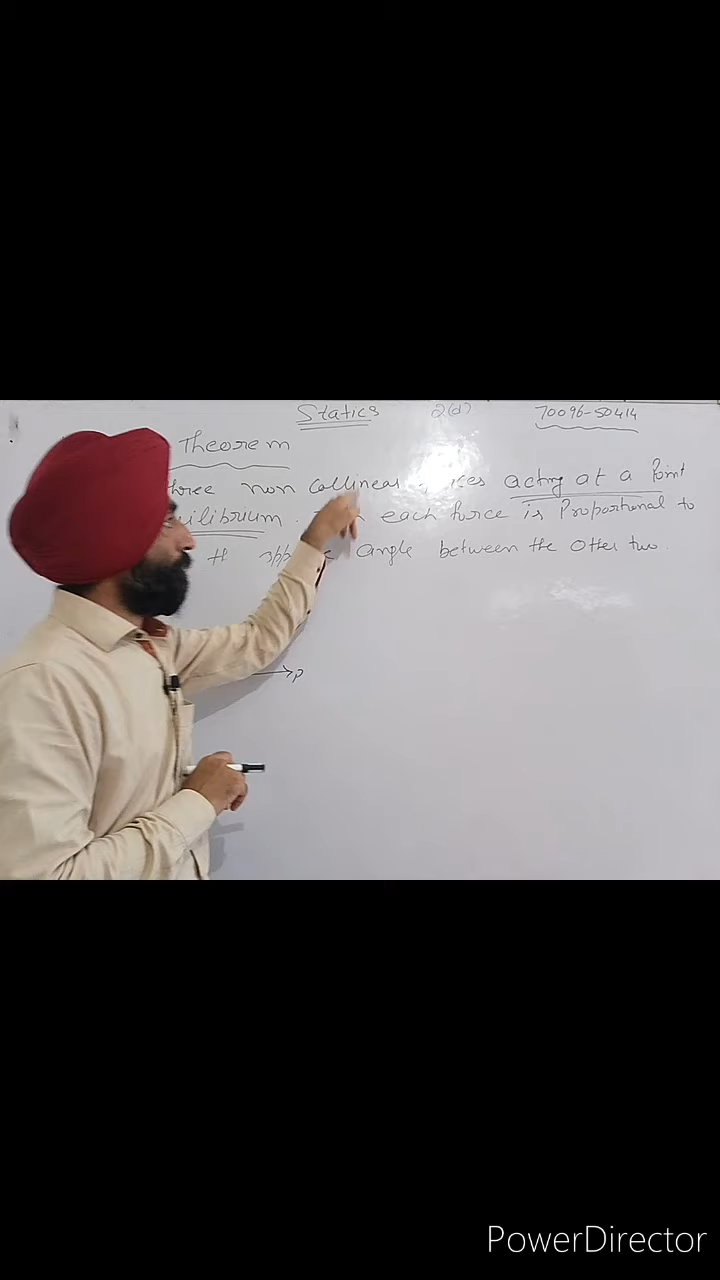 Statics 2(d) 70096-50414
Theorem
three non collinear acting at a Point
each force is Proportional to
angle between the other two.
P
PowerDirector